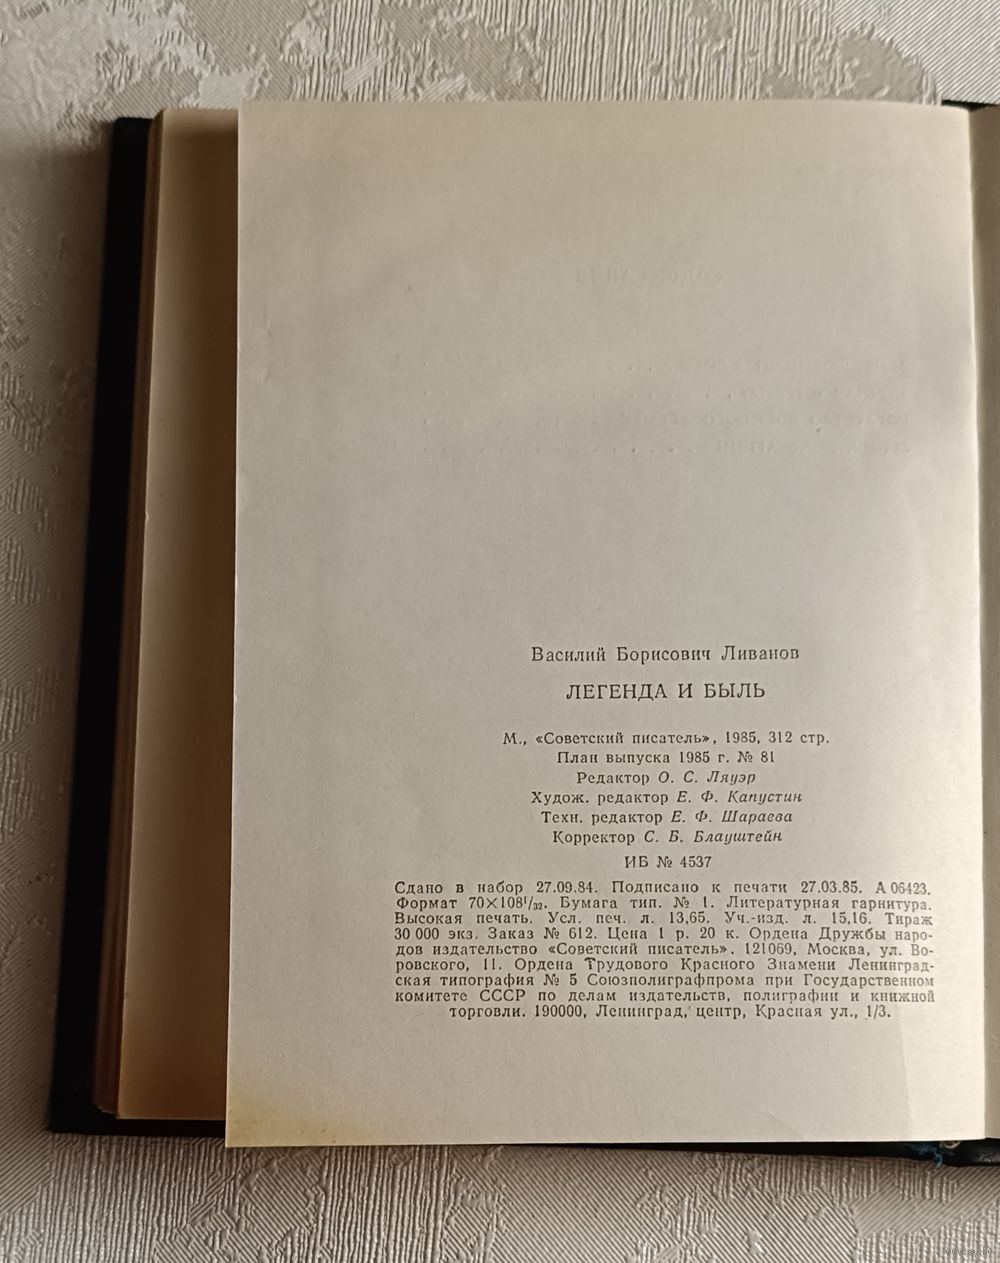 Василий Борисович Ливанов
ЛЕГЕНДА И БЫЛЬ
М., «Советский писатель», 1985, 312 стр.
План выпуска 1985 г. № 81
Редактор О. С. Ляуэр
Худож. редактор Е. Ф. Капустин
Техн. редактор Е. Ф. Шараева
Корректор С. Б. Блауштейн
ИБ № 4537
Сдано в набор 27.09.84. Подписано к печати 27.03.85. А 06423.
Формат 70×108¹/₃₂. Бумага тип. № 1. Литературная гарнитура.
Высокая печать. Усл. печ. л. 13,65. Уч.-изд. л. 15,16. Тираж
30 000 экз. Заказ № 612. Цена 1 р. 20 к. Ордена Дружбы наро-
дов издательство «Советский писатель». 121069, Москва, ул. Во-
ровского, 11. Ордена Трудового Красного Знамени Ленинград-
ская типография № 5 Союзполиграфпрома при Государственном
комитете СССР по делам издательств, полиграфии и книжной
торговли. 190000, Ленинград, центр, Красная ул., 1/3.